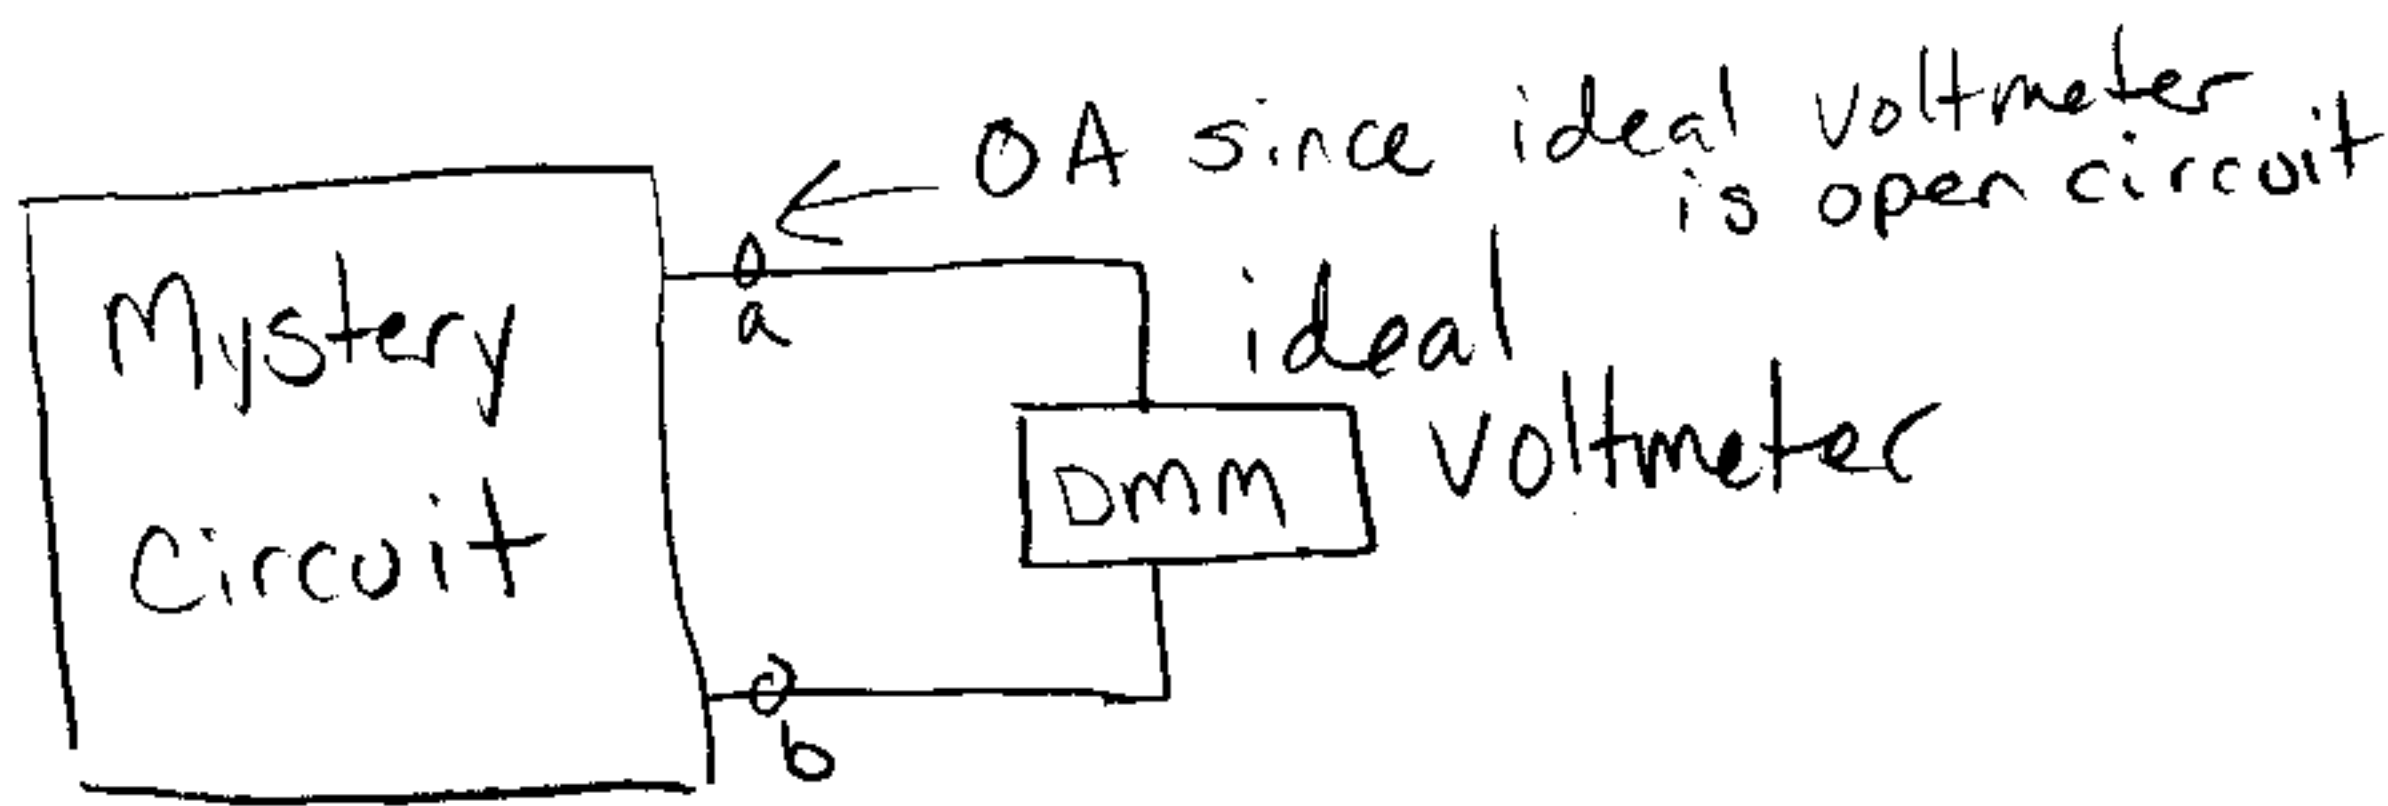 0A since ideal voltmeter
is open circuit
Mystery
Circuit
a
ideal
voltmeter
DMM
b